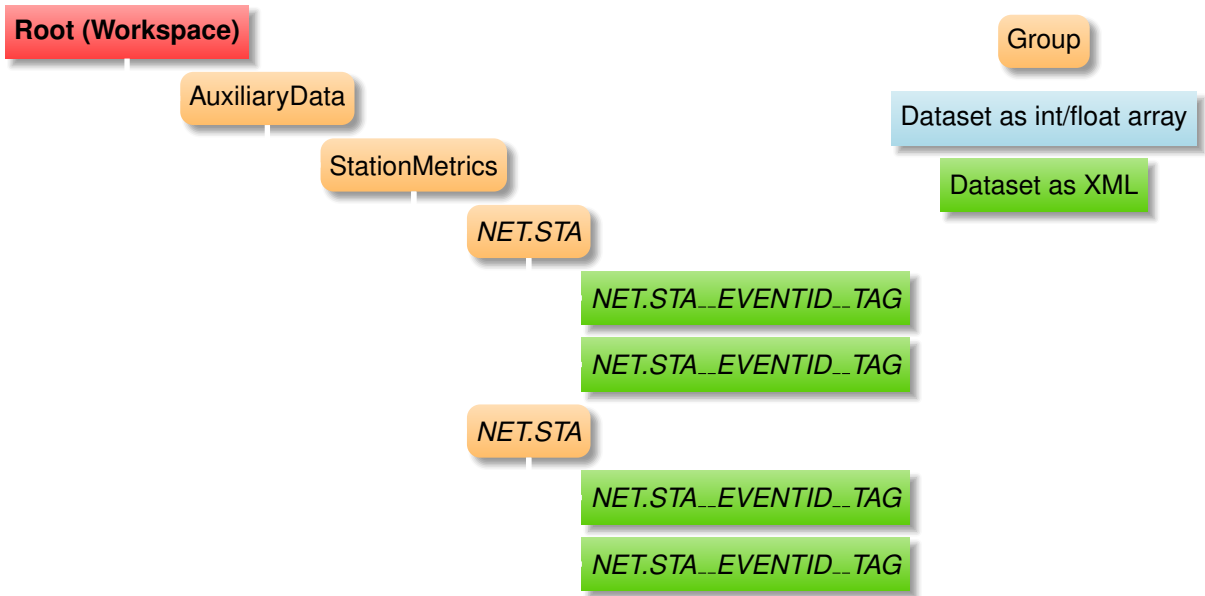 Root (Workspace)
Group
AuxiliaryData
Dataset as int/float array
StationMetrics
Dataset as XML
NET.STA
NET.STA__EVENTID__TAG
NET.STA__EVENTID__TAG
NET.STA
NET.STA__EVENTID__TAG
NET.STA__EVENTID__TAG